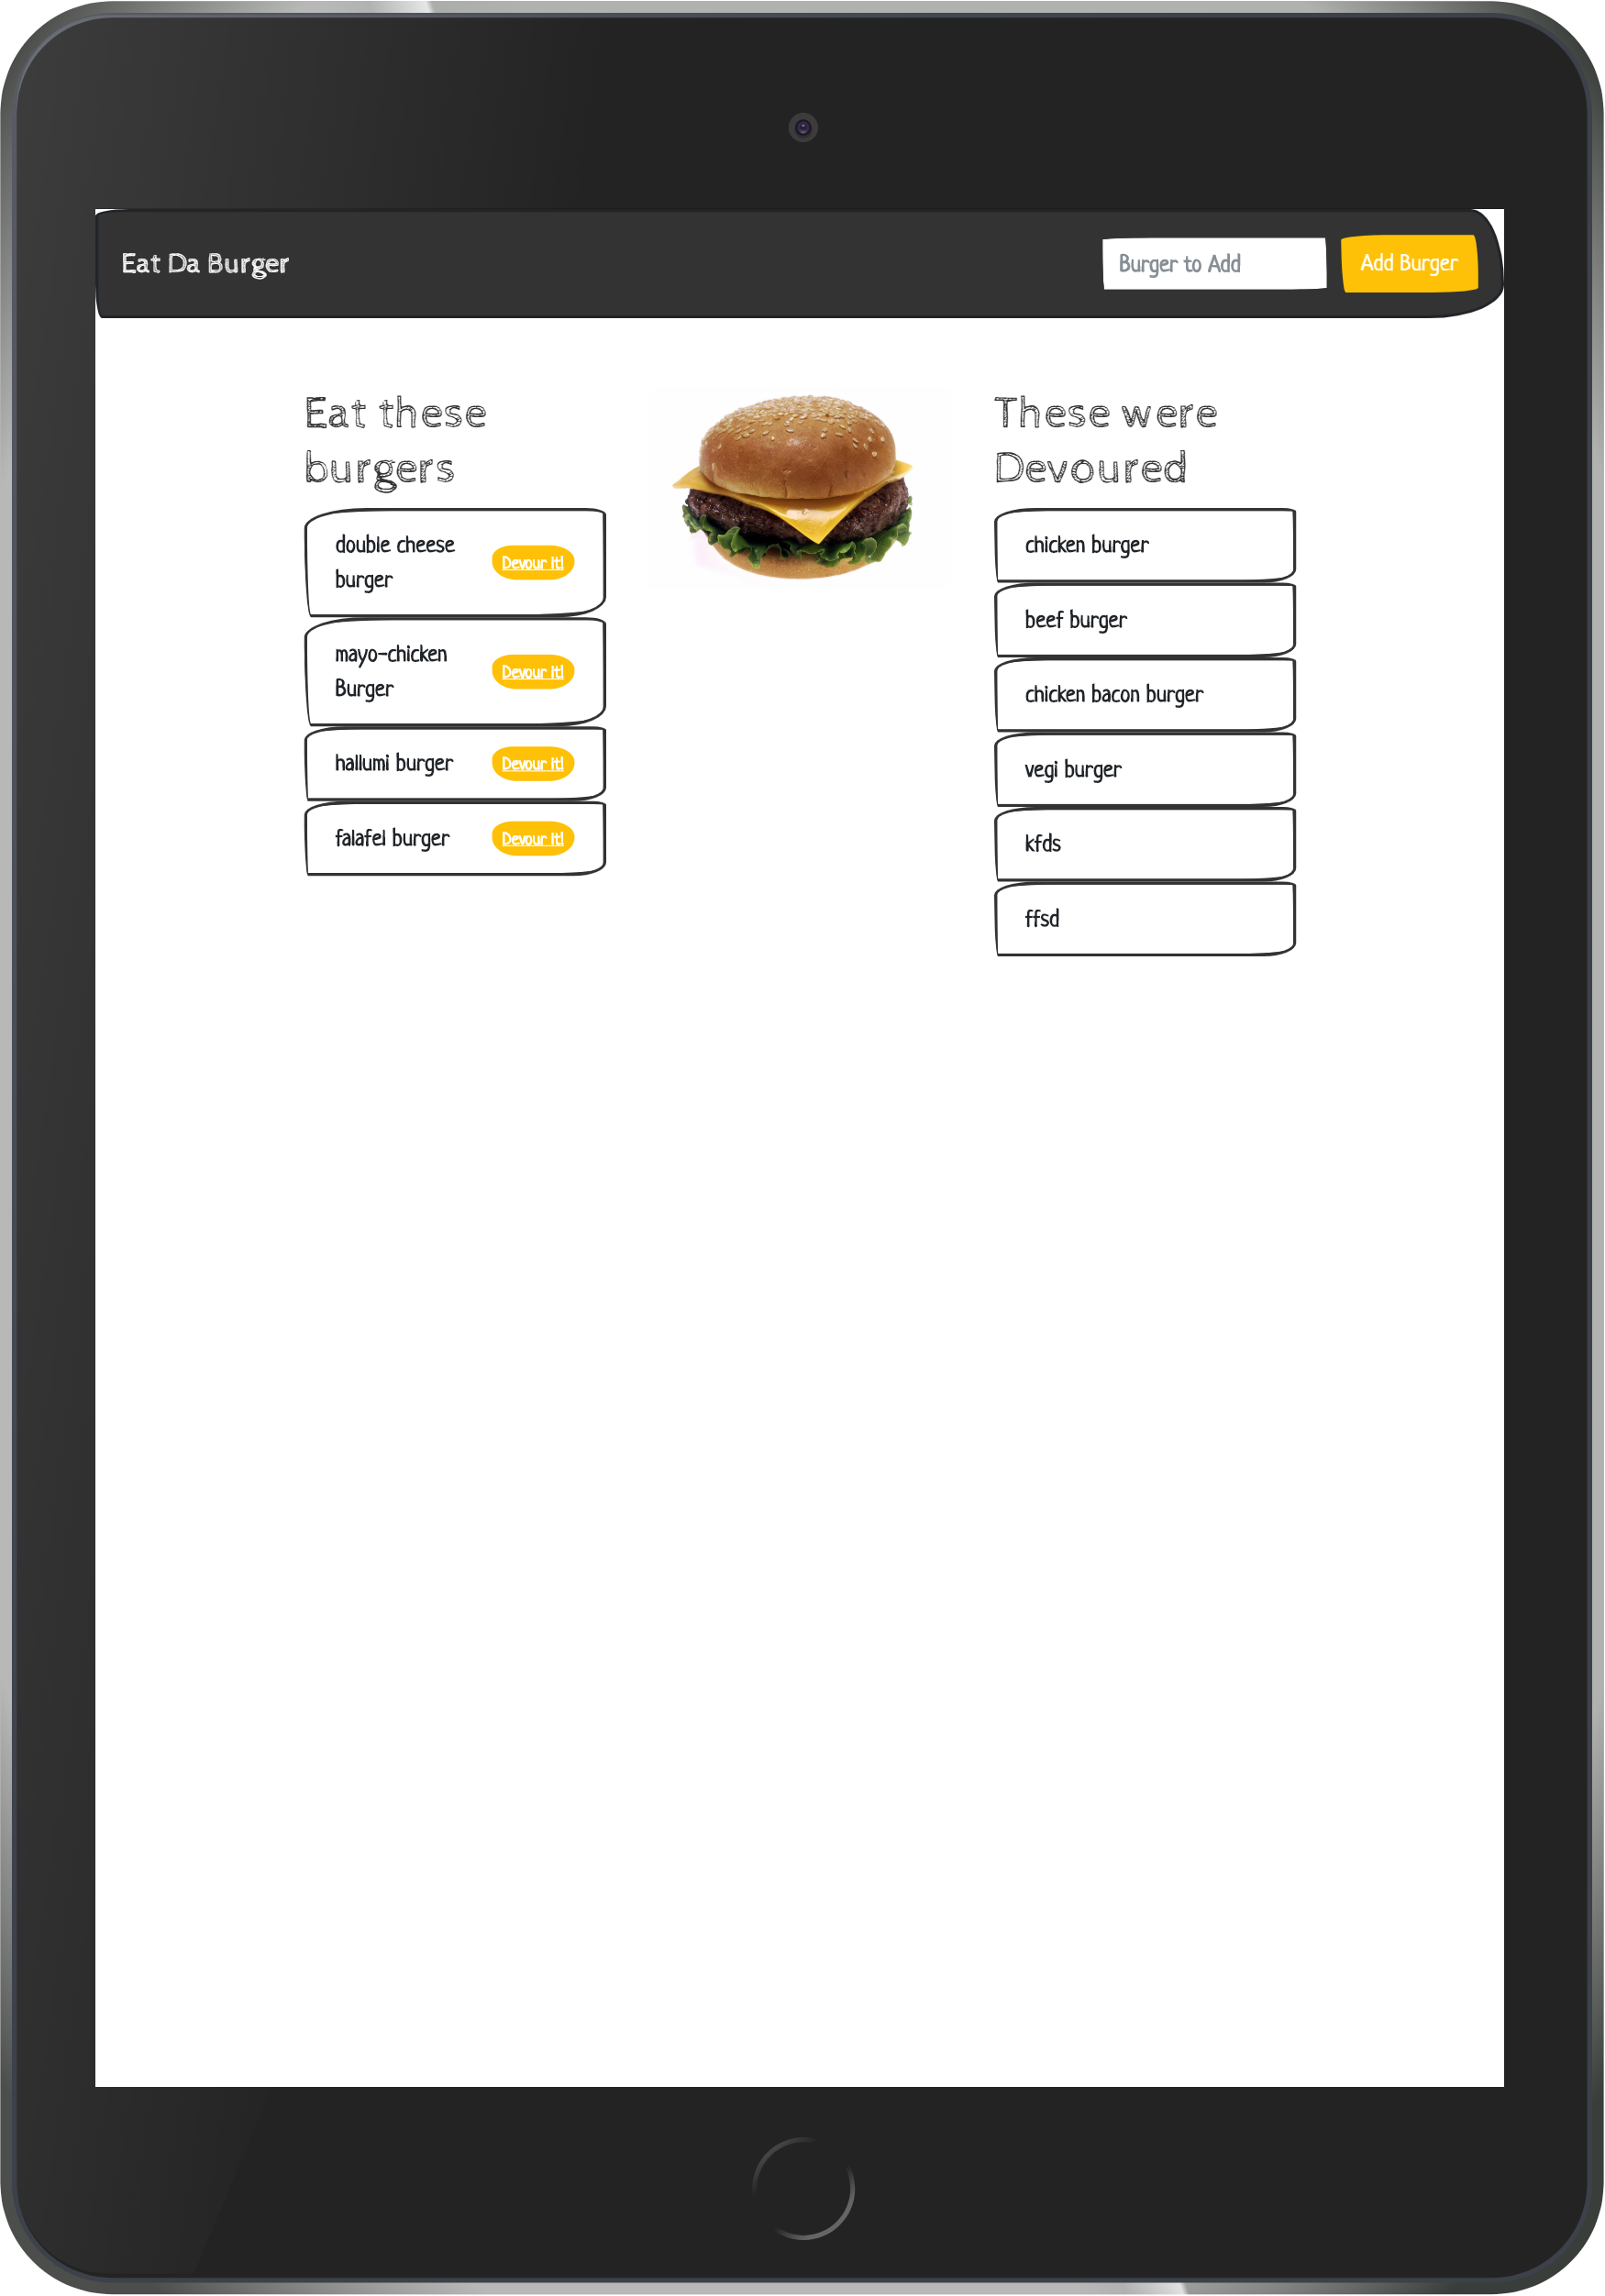 Eat Da Burger
Burger to Add
Add Burger
Eat these
burgers
double cheese
burger
Devour it!
mayo-chicken
Burger
Devour it!
hallumi burger
Devour it!
falafel burger
Devour it!
These were
Devoured
chicken burger
beef burger
chicken bacon burger
vegi burger
kfds
ffsd